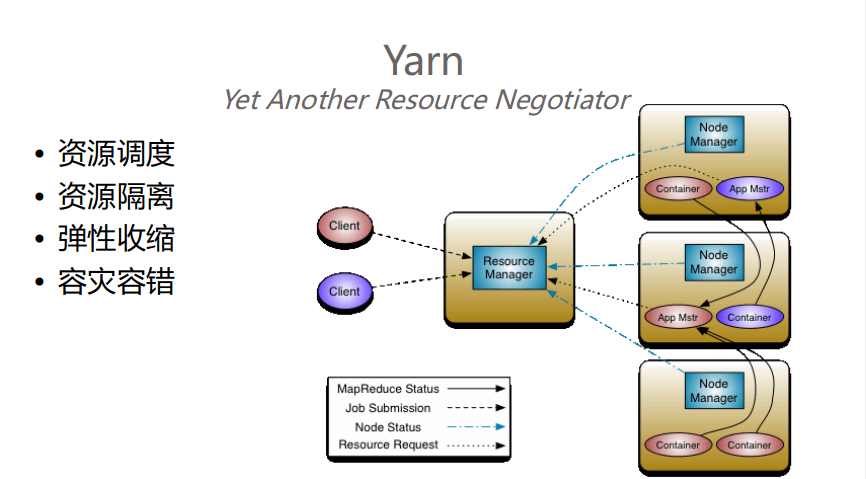 Yarn
Yet Another Resource Negotiator
• 资源调度
• 资源隔离
• 弹性收缩
• 容灾容错
Client
Client
Resource
Manager
Node
Manager
Container
App Mstr
Node
Manager
App Mstr
Container
Node
Manager
Container
Container
MapReduce Status
Job Submission
Node Status
Resource Request